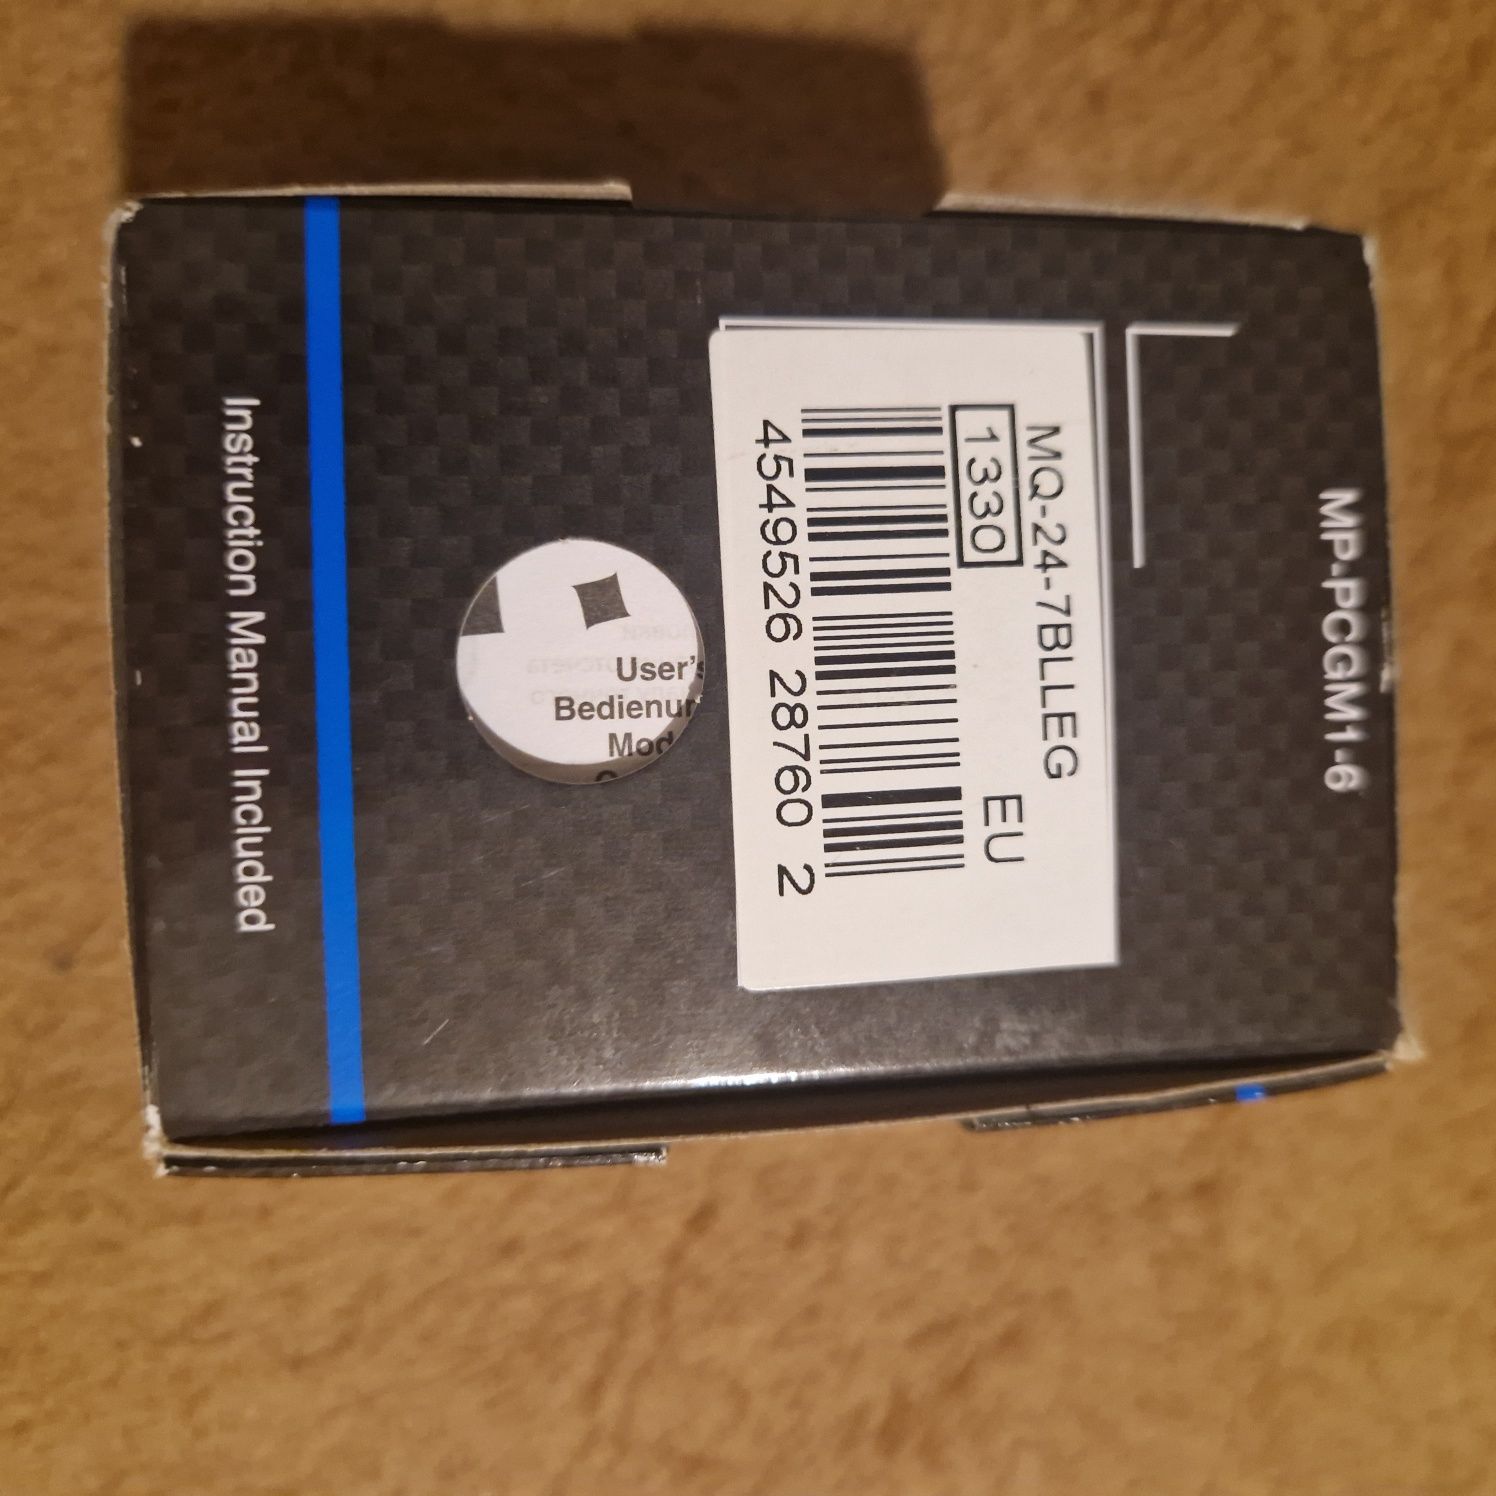 MP-PCGM1-6
MQ-24-7BLLEG
1330 EU
4549526 28760 2
User's
Bedienun
Mod
Instruction Manual Included